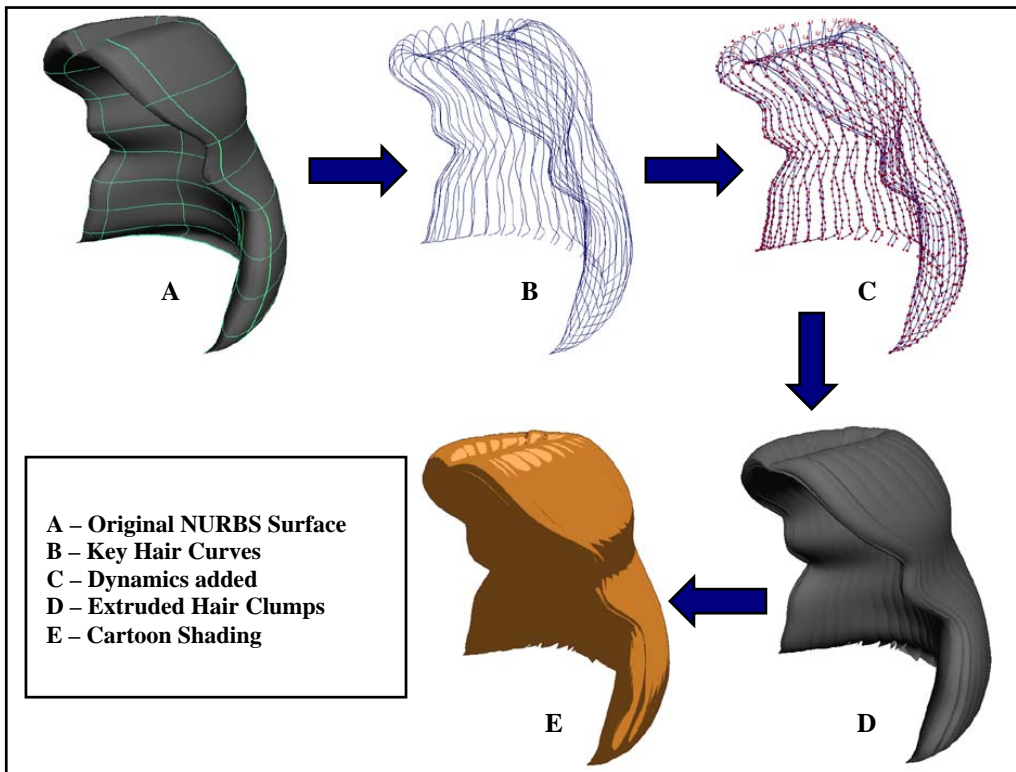 A
B
C
A – Original NURBS Surface
B – Key Hair Curves
C – Dynamics added
D – Extruded Hair Clumps
E – Cartoon Shading
E
D